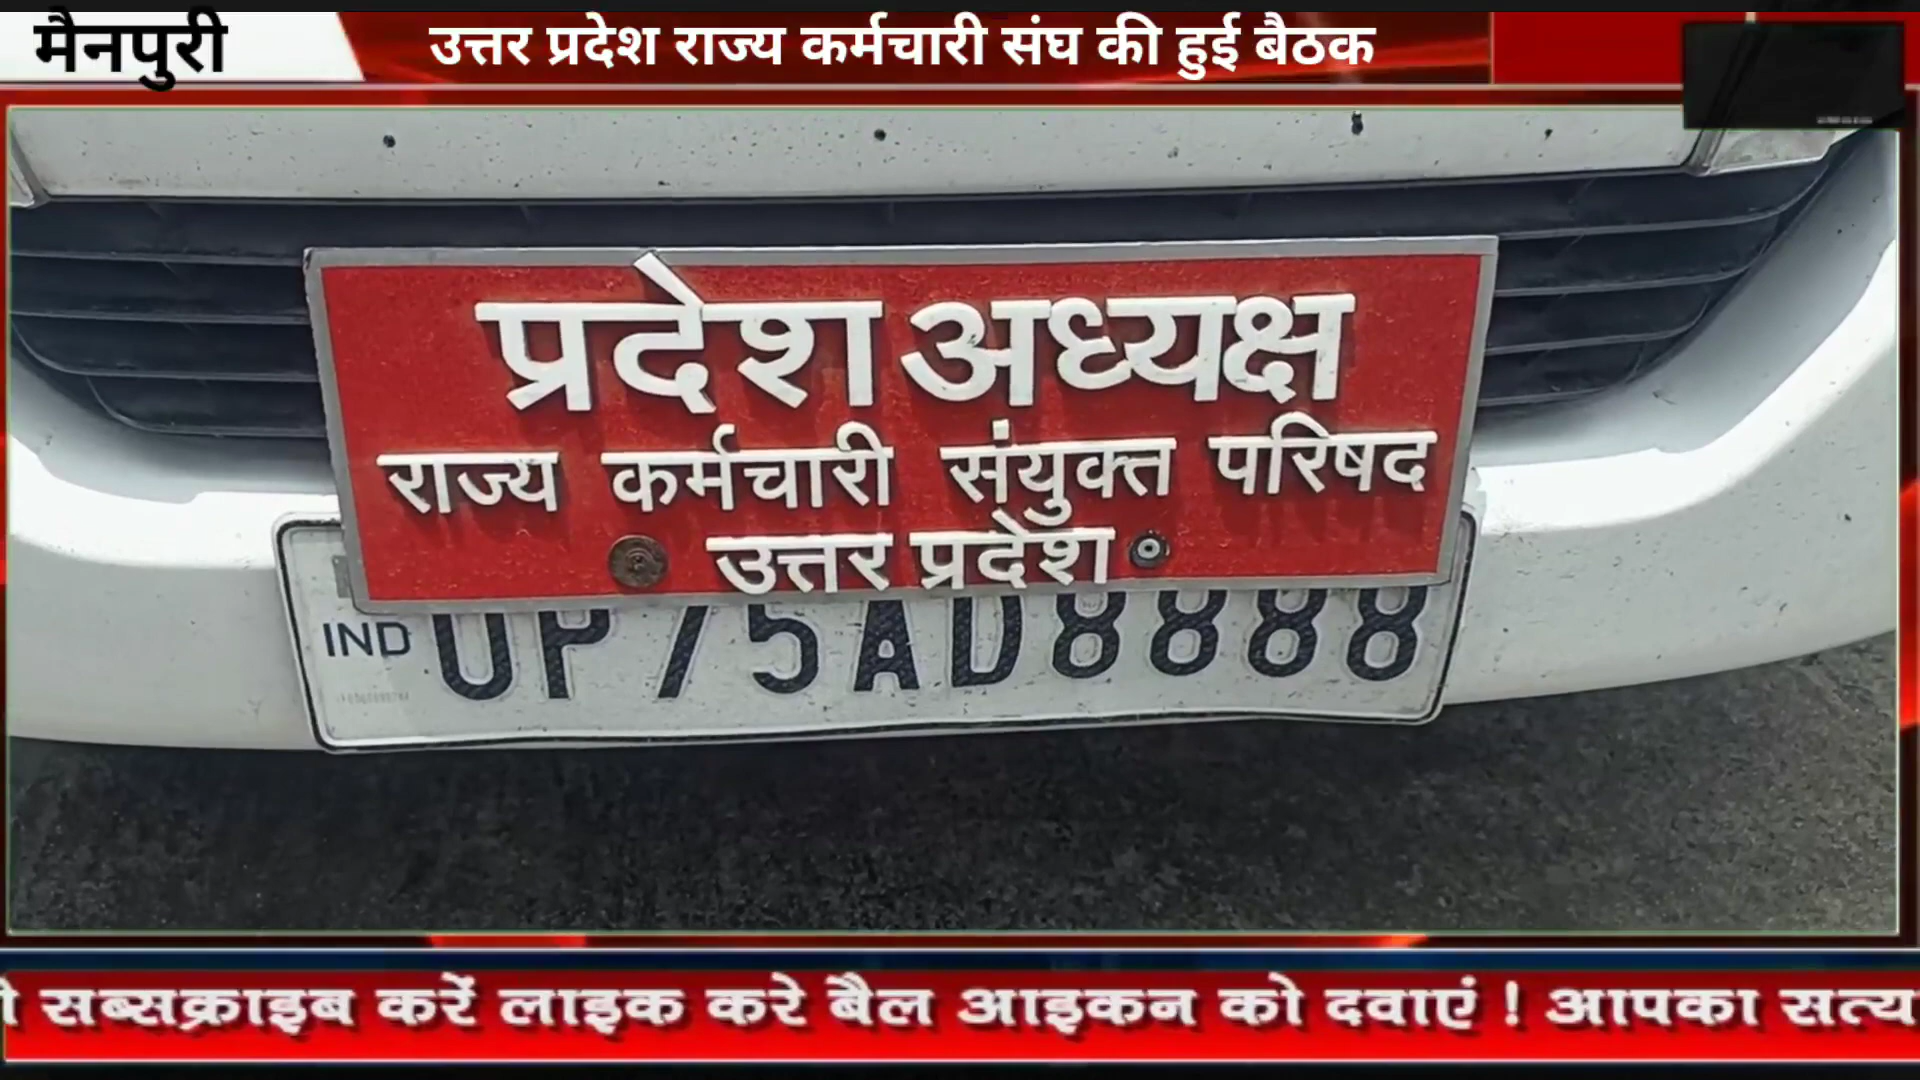 मैनपुरी
उत्तर प्रदेश राज्य कर्मचारी संघ की हुई बैठक
प्रदेश अध्यक्ष
राज्य कर्मचारी संयुक्त परिषद
उत्तर प्रदेश
IND UP75AD8888
सब्सक्राइब करें लाइक करे बैल आइकन को दवाएं ! आपका सत्य